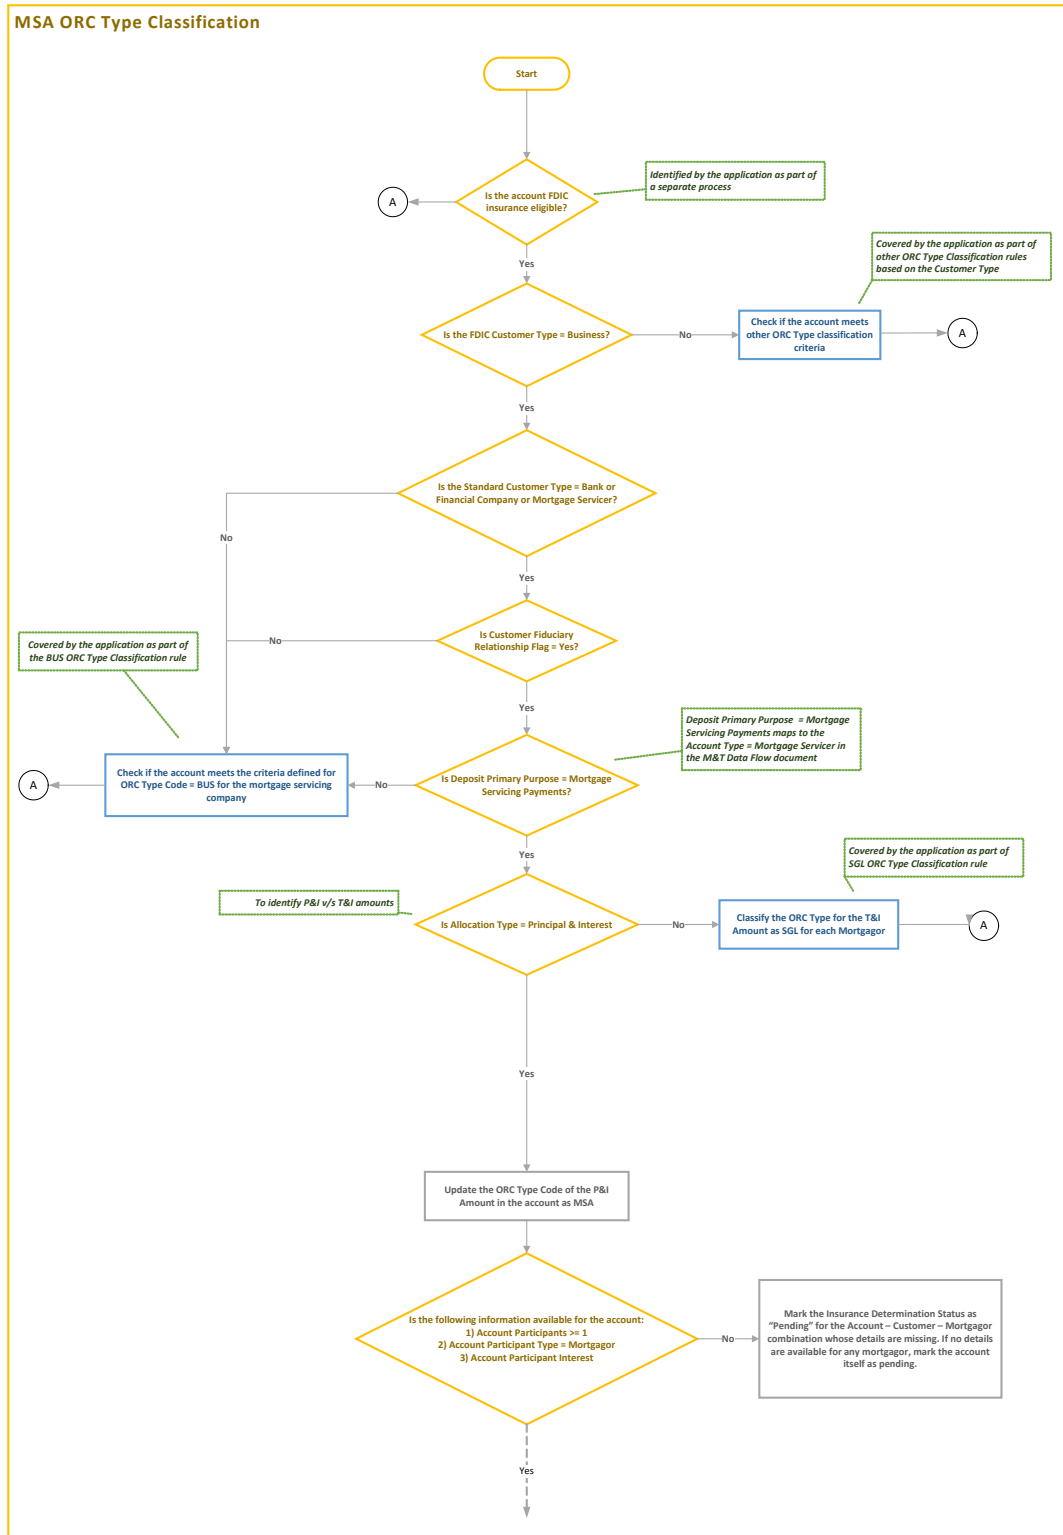 MSA ORC Type Classification
Start
Identified by the application as part of
a separate process
Is the account FDIC
insurance eligible?
A
Yes
Covered by the application as part of
other ORC Type Classification rules
based on the Customer Type
Is the FDIC Customer Type = Business?
No
Check if the account meets
other ORC Type classification
criteria
A
Yes
Is the Standard Customer Type = Bank or
Financial Company or Mortgage Servicer?
No
Yes
Is Customer Fiduciary
Relationship Flag = Yes?
No
Covered by the application as part of
the BUS ORC Type Classification rule
Yes
Deposit Primary Purpose  = Mortgage
Servicing Payments maps to the
Account Type = Mortgage Servicer in
the M&T Data Flow document
Is Deposit Primary Purpose = Mortgage
Servicing Payments?
No
Check if the account meets the criteria defined for
ORC Type Code = BUS for the mortgage servicing
company
A
Yes
Covered by the application as part of
SGL ORC Type Classification rule
To identify P&I v/s T&I amounts
Is Allocation Type = Principal & Interest
No
Classify the ORC Type for the T&I
Amount as SGL for each Mortgagor
A
Yes
Update the ORC Type Code of the P&I
Amount in the account as MSA
Is the following information available for the account:
1) Account Participants >= 1
2) Account Participant Type = Mortgagor
3) Account Participant Interest
No
Mark the Insurance Determination Status as
“Pending” for the Account – Customer – Mortgagor
combination whose details are missing. If no details
are available for any mortgagor, mark the account
itself as pending.
Yes